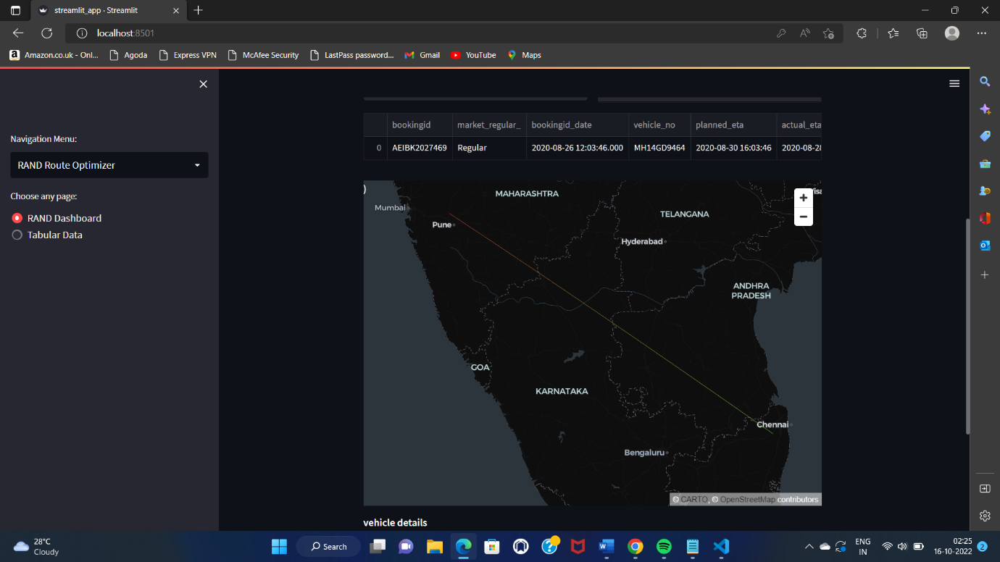 streamlit_app · Streamlit
localhost:8501
Amazon.co.uk - Onl...
Agoda
Express VPN
McAfee Security
LastPass password...
Gmail
YouTube
Maps
Navigation Menu:
RAND Route Optimizer
Choose any page:
RAND Dashboard
Tabular Data
bookingid market_regular_ bookingid_date vehicle_no planned_eta actual_eta
0 AEIBK2027469 Regular 2020-08-26 12:03:46.000 MH14GD9464 2020-08-30 16:03:46 2020-08-28
)
MAHARASHTRA
Mumbai
Pune
TELANGANA
Hyderabad
ANDHRA
PRADESH
GOA
KARNATAKA
Chennai
Bengaluru
+
−
© CARTO, © OpenStreetMap contributors
vehicle details
28°C
Cloudy
Search
ENG
IN
02:25
16-10-2022
2